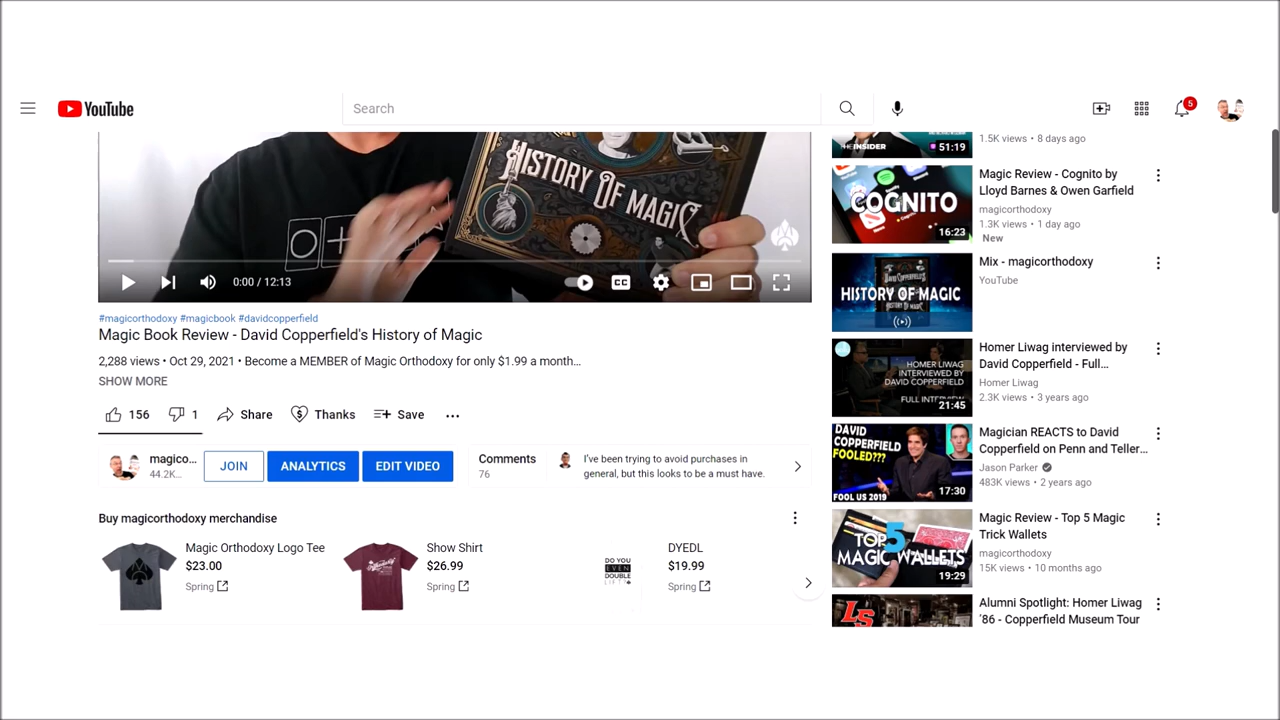 YouTube
Search
5
HISTORY OF MAGIC
0:00 / 12:13
CC
#magicorthodoxy #magicbook #davidcopperfield
Magic Book Review - David Copperfield's History of Magic
2,288 views • Oct 29, 2021 • Become a MEMBER of Magic Orthodoxy for only $1.99 a month...
SHOW MORE
156
1
Share
Thanks
Save
magico...
44.2K...
JOIN
ANALYTICS
EDIT VIDEO
Comments
76
I've been trying to avoid purchases in
general, but this looks to be a must have.
Buy magicorthodoxy merchandise
Magic Orthodoxy Logo Tee
$23.00
Spring
Show Shirt
$26.99
Spring
DO YOU
EVEN
DOUBLE
LIFT
DYEDL
$19.99
Spring
THE INSIDER
51:19
1.5K views • 8 days ago
COGNITO
16:23
Magic Review - Cognito by
Lloyd Barnes & Owen Garfield
magicorthodoxy
1.3K views • 1 day ago
New
DAVID COPPERFIELD'S
HISTORY OF MAGIC
Mix - magicorthodoxy
YouTube
HOMER LIWAG
INTERVIEWED BY
DAVID COPPERFIELD
FULL INTERVIEW
21:45
Homer Liwag interviewed by
David Copperfield - Full...
Homer Liwag
2.3K views • 3 years ago
DAVID
COPPERFIELD
FOOLED???
FOOL US 2019
17:30
Magician REACTS to David
Copperfield on Penn and Teller...
Jason Parker
483K views • 2 years ago
TOP 5
MAGIC WALLETS
19:29
Magic Review - Top 5 Magic
Trick Wallets
magicorthodoxy
15K views • 10 months ago
LS
Alumni Spotlight: Homer Liwag
'86 - Copperfield Museum Tour